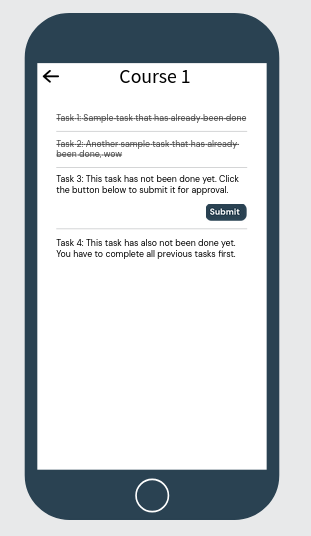 Course 1
Task 1: Sample task that has already been done
Task 2: Another sample task that has already
been done, wow
Task 3: This task has not been done yet. Click
the button below to submit it for approval.
Submit
Task 4: This task has also not been done yet.
You have to complete all previous tasks first.